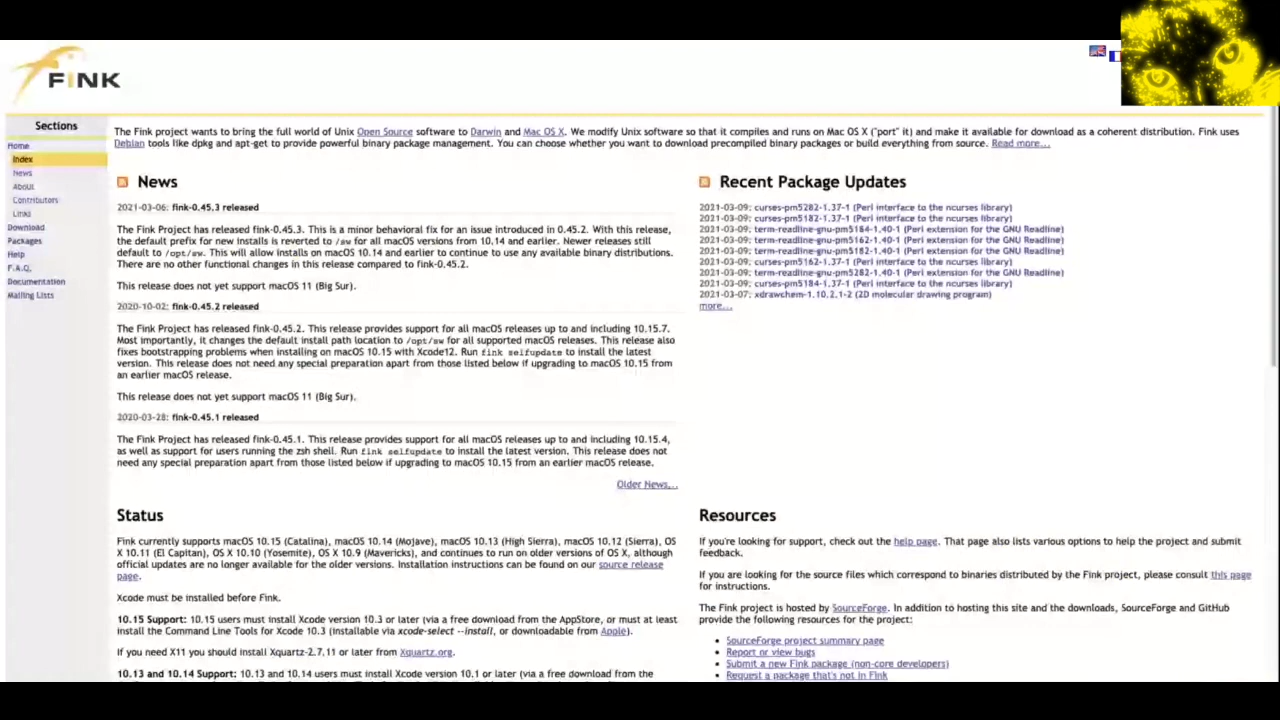 FINK
Sections
Home
Index
News
About
Contributors
Links
Download
Packages
Help
F.A.Q.
Documentation
Mailing Lists
The Fink project wants to bring the full world of Unix Open Source software to Darwin and Mac OS X. We modify Unix software so that it compiles and runs on Mac OS X ("port" it) and make it available for download as a coherent distribution. Fink uses
Debian tools like dpkg and apt-get to provide powerful binary package management. You can choose whether you want to download precompiled binary packages or build everything from source. Read more...
News
2021-03-06: fink-0.45.3 released
The Fink Project has released fink-0.45.3. This is a minor behavioral fix for an issue introduced in 0.45.2. With this release,
the default prefix for new installs is reverted to /sw for all macOS versions from 10.14 and earlier. Newer releases still
default to /opt/sw. This will allow installs on macOS 10.14 and earlier to continue to use any available binary distributions.
There are no other functional changes in this release compared to fink-0.45.2.
This release does not yet support macOS 11 (Big Sur).
2020-10-02: fink-0.45.2 released
The Fink Project has released fink-0.45.2. This release provides support for all macOS releases up to and including 10.15.7.
Most importantly, it changes the default install path location to /opt/sw for all supported macOS releases. This release also
fixes bootstrapping problems when installing on macOS 10.15 with Xcode12. Run fink selfupdate to install the latest
version. This release does not need any special preparation apart from those listed below if upgrading to macOS 10.15 from
an earlier macOS release.
This release does not yet support macOS 11 (Big Sur).
2020-03-28: fink-0.45.1 released
The Fink Project has released fink-0.45.1. This release provides support for all macOS releases up to and including 10.15.4,
as well as support for users running the zsh shell. Run fink selfupdate to install the latest version. This release does not
need any special preparation apart from those listed below if upgrading to macOS 10.15 from an earlier macOS release.
Older News...
Recent Package Updates
2021-03-09: curses-pm5282-1.37-1 (Perl interface to the ncurses library)
2021-03-09: curses-pm5182-1.37-1 (Perl interface to the ncurses library)
2021-03-09: term-readline-gnu-pm5184-1.40-1 (Perl extension for the GNU Readline)
2021-03-09: term-readline-gnu-pm5162-1.40-1 (Perl extension for the GNU Readline)
2021-03-09: term-readline-gnu-pm5182-1.40-1 (Perl extension for the GNU Readline)
2021-03-09: curses-pm5162-1.37-1 (Perl interface to the ncurses library)
2021-03-09: term-readline-gnu-pm5282-1.40-1 (Perl extension for the GNU Readline)
2021-03-09: curses-pm5184-1.37-1 (Perl interface to the ncurses library)
2021-03-07: xdrawchem-1.10.2.1-2 (2D molecular drawing program)
more...
Status
Fink currently supports macOS 10.15 (Catalina), macOS 10.14 (Mojave), macOS 10.13 (High Sierra), macOS 10.12 (Sierra), OS
X 10.11 (El Capitan), OS X 10.10 (Yosemite), OS X 10.9 (Mavericks), and continues to run on older versions of OS X, although
official updates are no longer available for the older versions. Installation instructions can be found on our source release
page.
Xcode must be installed before Fink.
10.15 Support: 10.15 users must install Xcode version 10.3 or later (via a free download from the AppStore, or must at least
install the Command Line Tools for Xcode 10.3 (installable via xcode-select --install, or downloadable from Apple).
If you need X11 you should install Xquartz-2.7.11 or later from Xquartz.org.
10.13 and 10.14 Support: 10.13 and 10.14 users must install Xcode version 10.1 or later (via a free download from the
Resources
If you're looking for support, check out the help page. That page also lists various options to help the project and submit
feedback.
If you are looking for the source files which correspond to binaries distributed by the Fink project, please consult this page
for instructions.
The Fink project is hosted by SourceForge. In addition to hosting this site and the downloads, SourceForge and GitHub
provide the following resources for the project:
• SourceForge project summary page
• Report or view bugs
• Submit a new Fink package (non-core developers)
• Request a package that's not in Fink